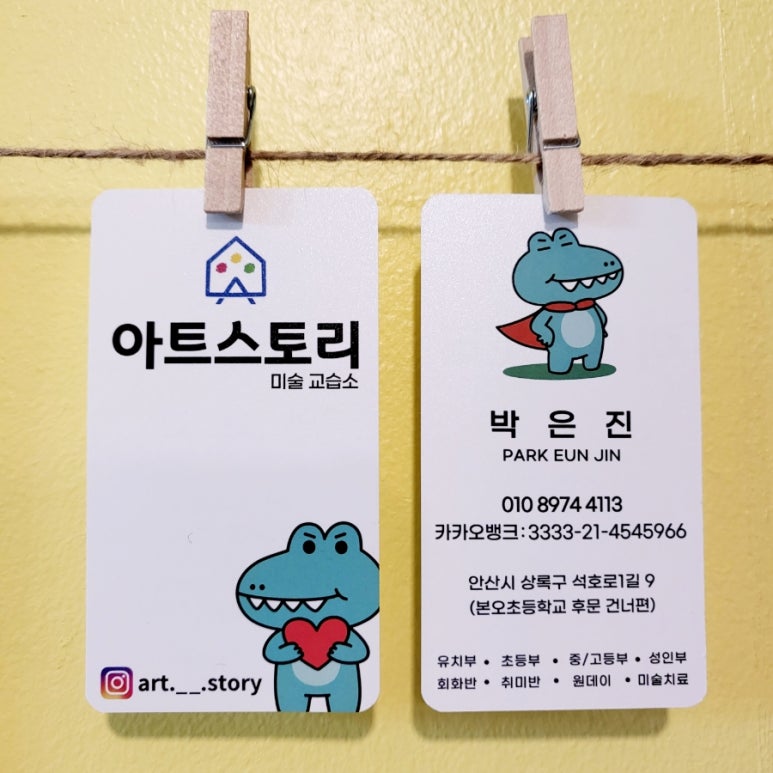 아트스토리
미술 교습소
art.__.story
박 은 진
PARK EUN JIN
010 8974 4113
카카오뱅크:3333-21-4545966
안산시 상록구 석호로1길 9
(본오초등학교 후문 건너편)
유치부 • 초등부 • 중/고등부 • 성인부
회화반 • 취미반 • 원데이 • 미술치료